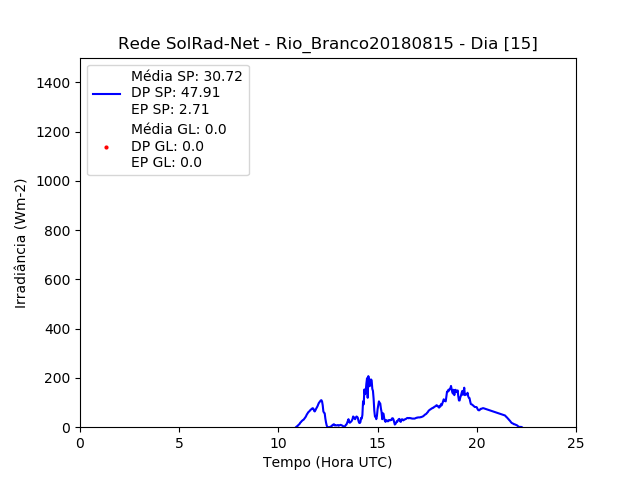 Rede SolRad-Net - Rio_Branco20180815 - Dia [15]
Média SP: 30.72
DP SP: 47.91
EP SP: 2.71
Média GL: 0.0
DP GL: 0.0
EP GL: 0.0
1400
1200
1000
800
600
400
200
0
Irradiância (Wm-2)
0 5 10 15 20 25
Tempo (Hora UTC)